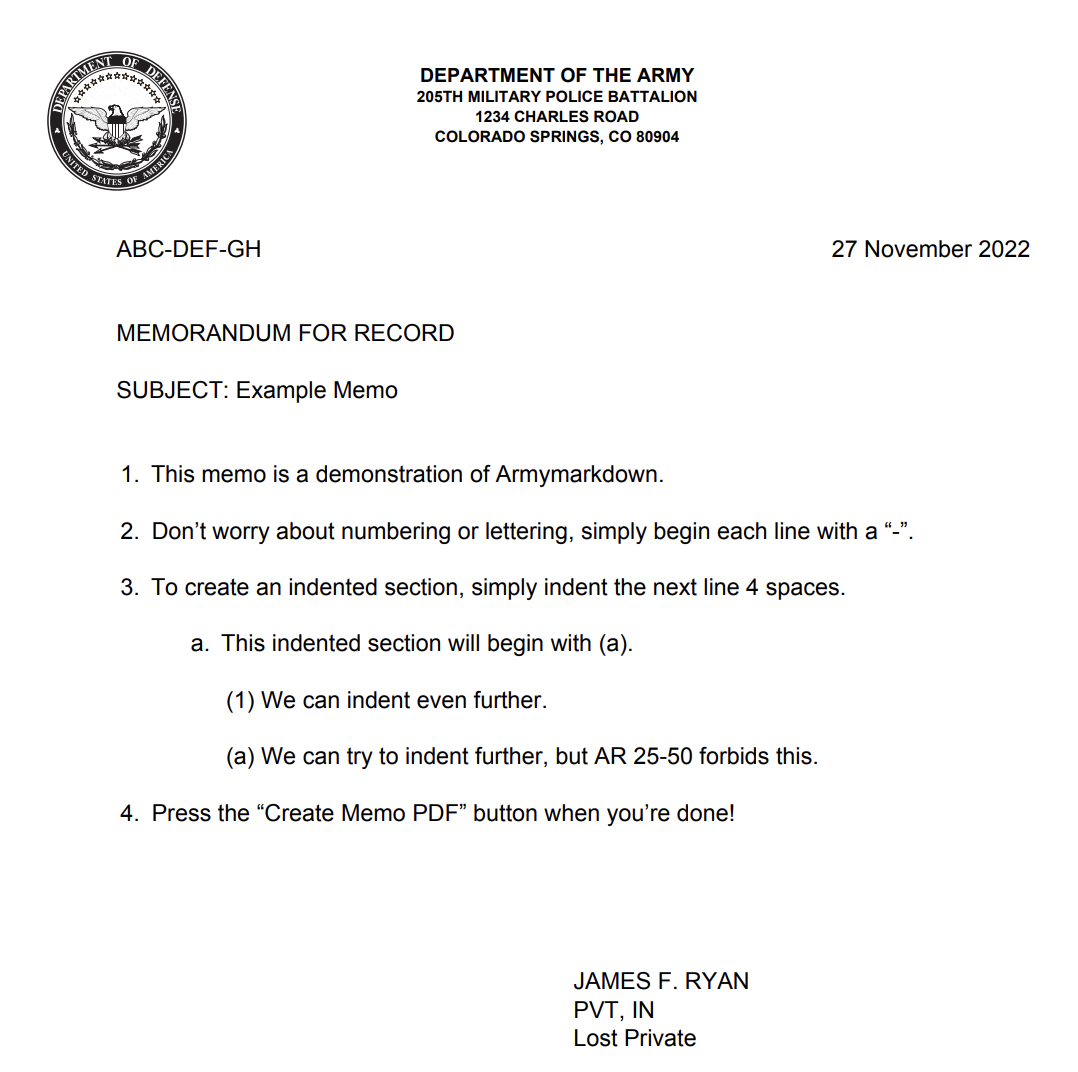 DEPARTMENT OF DEFENSE
UNITED STATES OF AMERICA
DEPARTMENT OF THE ARMY
205TH MILITARY POLICE BATTALION
1234 CHARLES ROAD
COLORADO SPRINGS, CO 80904
ABC-DEF-GH 27 November 2022
MEMORANDUM FOR RECORD
SUBJECT: Example Memo
1. This memo is a demonstration of Armymarkdown.
2. Don’t worry about numbering or lettering, simply begin each line with a “-”.
3. To create an indented section, simply indent the next line 4 spaces.
a. This indented section will begin with (a).
(1) We can indent even further.
(a) We can try to indent further, but AR 25-50 forbids this.
4. Press the “Create Memo PDF” button when you’re done!
JAMES F. RYAN
PVT, IN
Lost Private